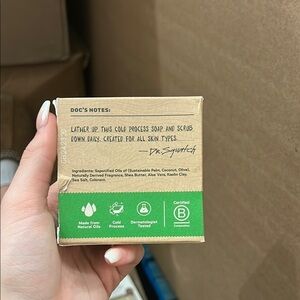 DOC'S NOTES:
LATHER UP THIS COLD PROCESS SOAP AND SCRUB
DOWN DAILY. CREATED FOR ALL SKIN TYPES.
—Dr. Squatch
Ingredients: Saponified Oils of (Sustainable Palm, Coconut, Olive),
Naturally Derived Fragrance, Shea Butter, Aloe Vera, Kaolin Clay,
Sea Salt, Colorant.
Made from
Natural Oils
Cold
Process
Dermatologist
Tested
Certified
B
Corporation